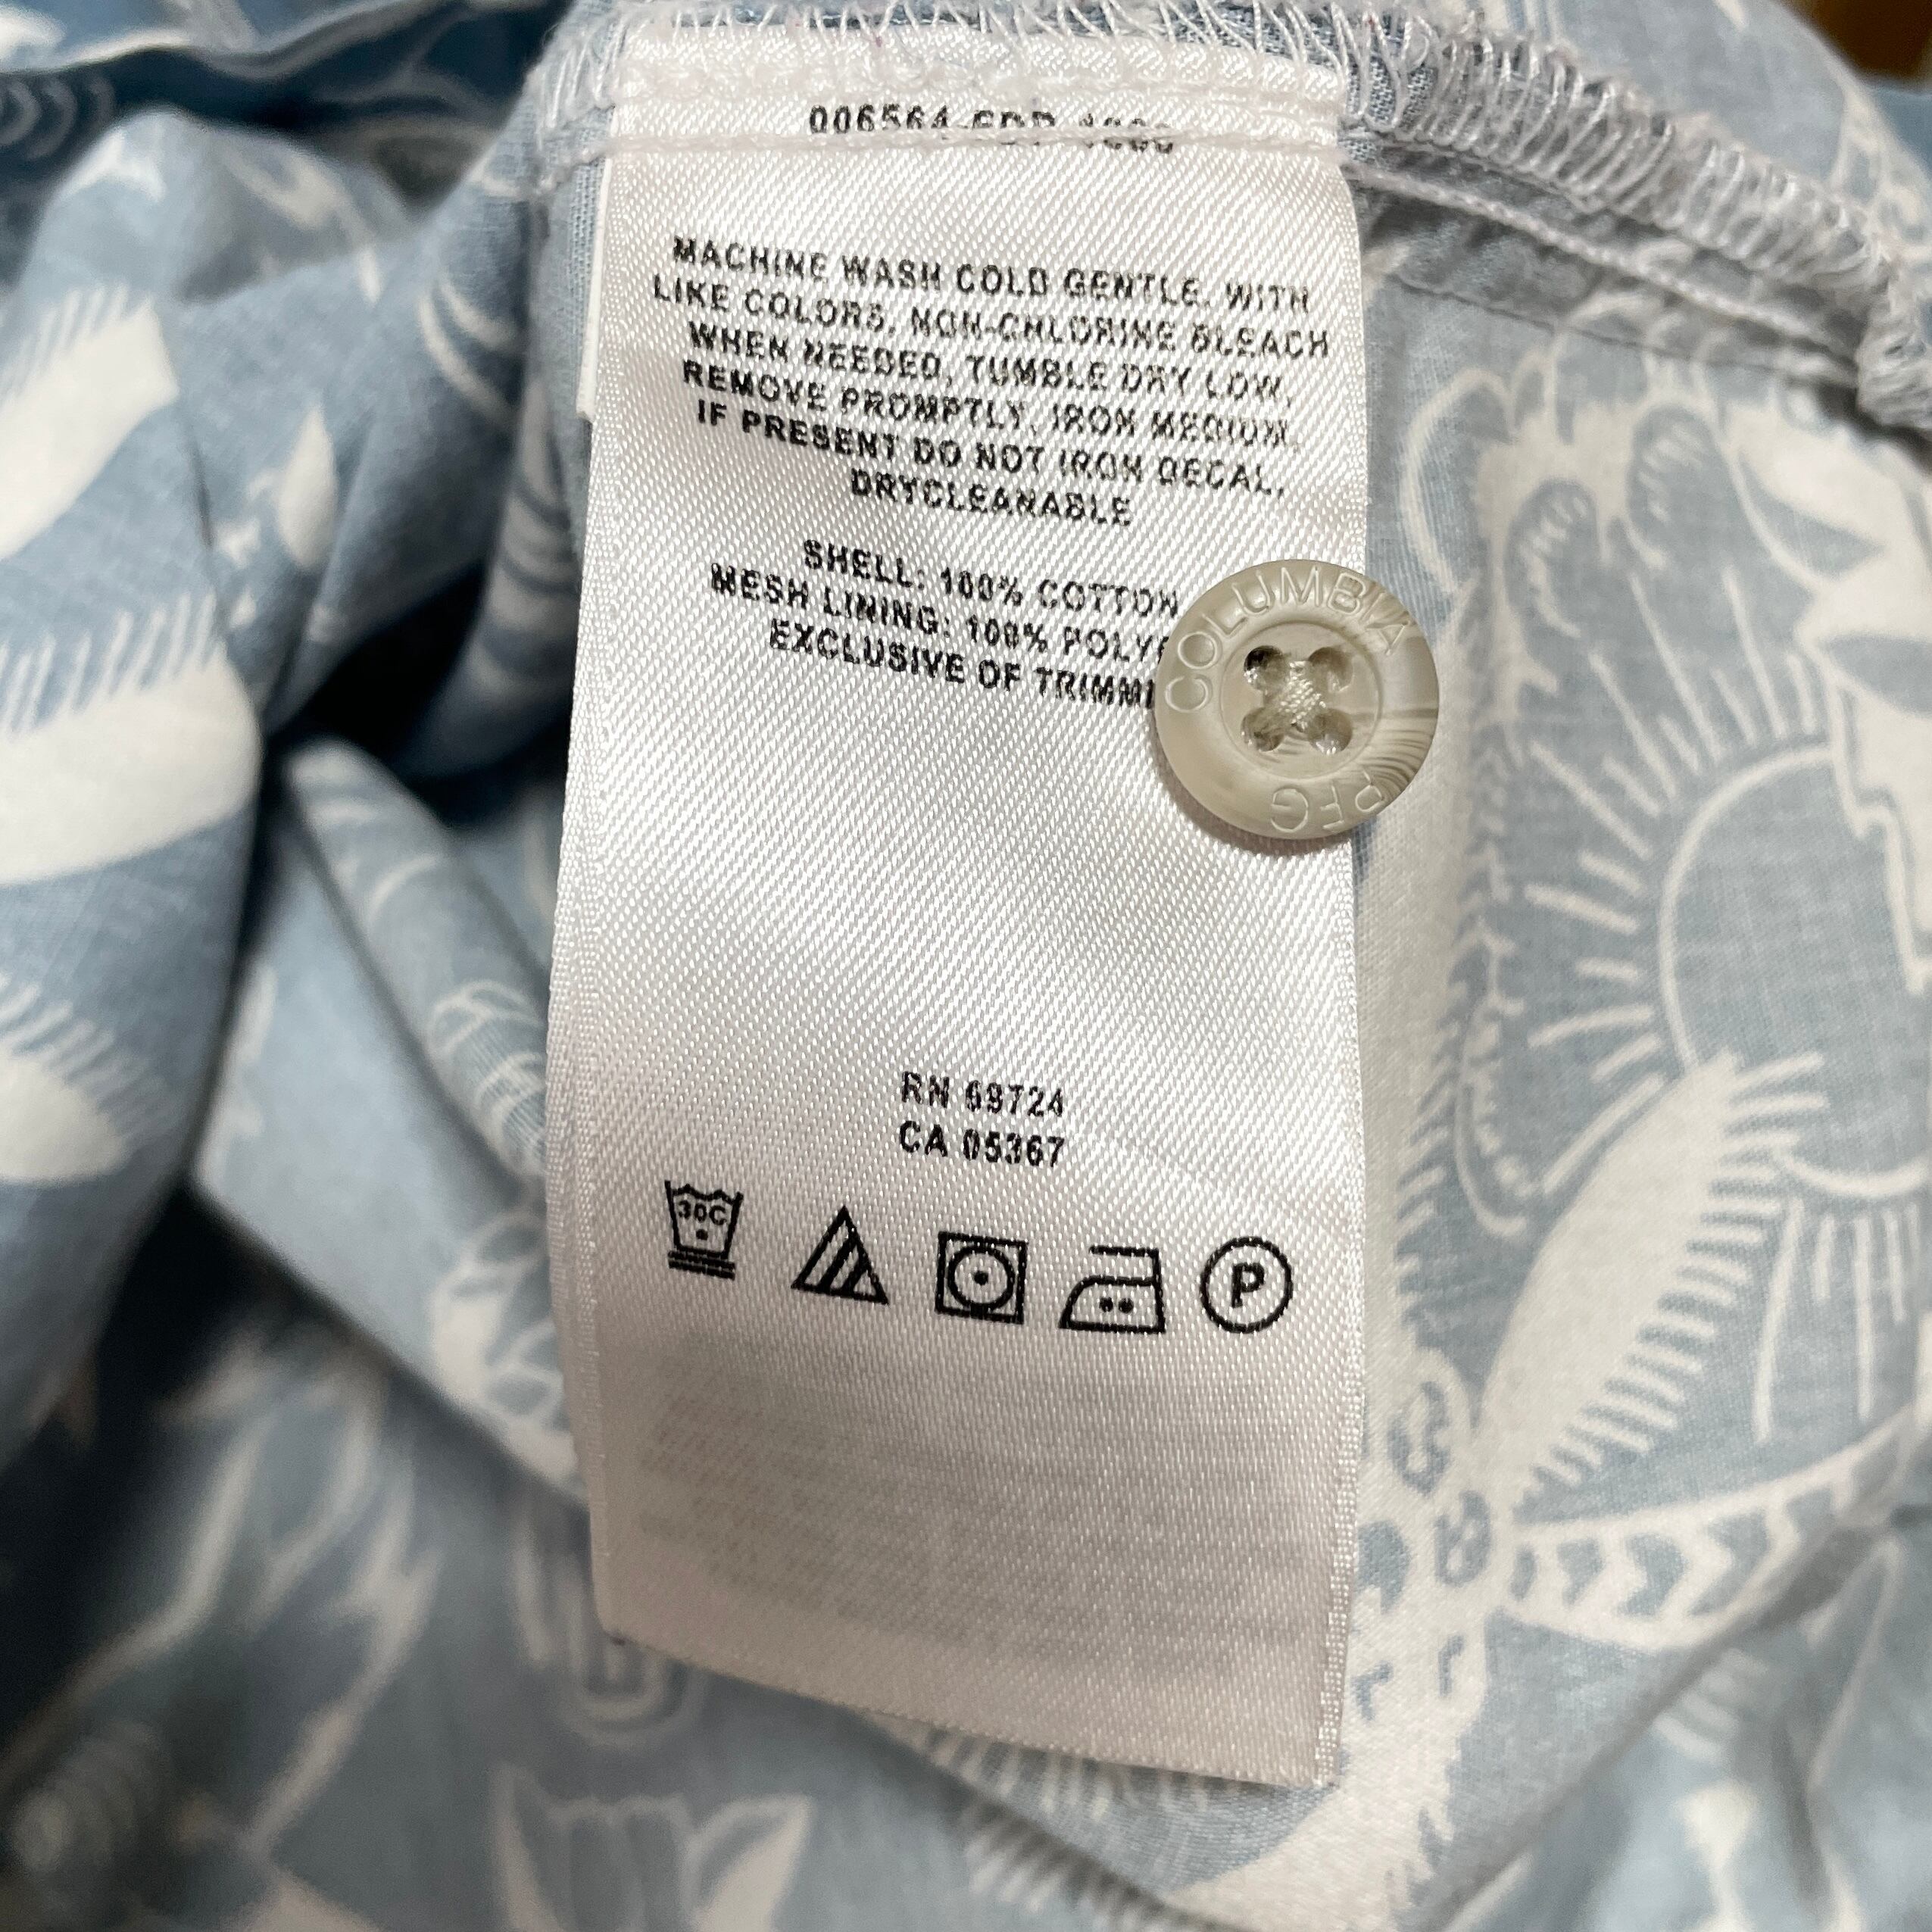 006564
MACHINE WASH COLD GENTLE, WITH
LIKE COLORS, NON-CHLORINE BLEACH
WHEN NEEDED, TUMBLE DRY LOW,
REMOVE PROMPTLY, IRON MEDIUM,
IF PRESENT DO NOT IRON DECAL,
DRYCLEANABLE
SHELL: 100% COTTON
MESH LINING: 100%
EXCLUSIVE OF
COLUMBIA
PFG
RN 69724
CA 05367
30C
P